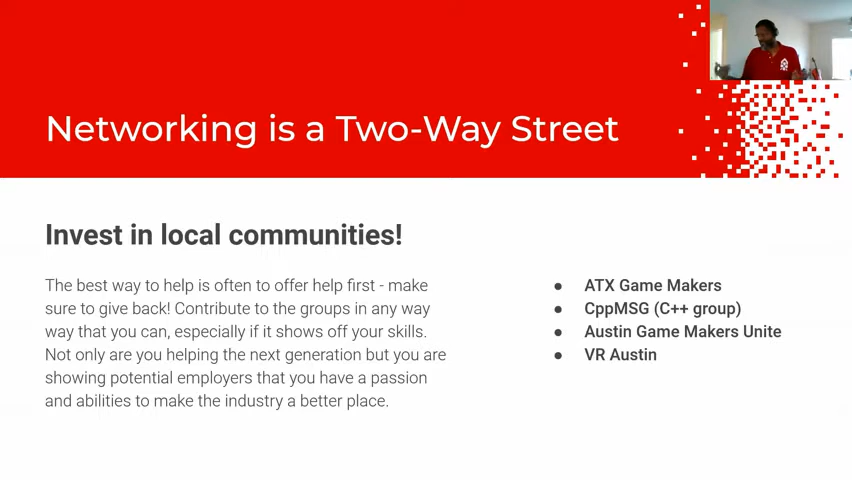 Networking is a Two-Way Street
Invest in local communities!
The best way to help is often to offer help first - make
sure to give back! Contribute to the groups in any way
way that you can, especially if it shows off your skills.
Not only are you helping the next generation but you are
showing potential employers that you have a passion
and abilities to make the industry a better place.
● ATX Game Makers
● CppMSG (C++ group)
● Austin Game Makers Unite
● VR Austin